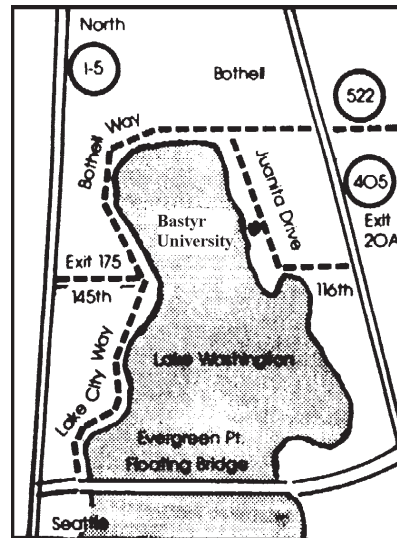 North
I-5
Bothell
522
Bothell Way
Juanita Drive
405
Exit
20A
Bastyr
University
Exit 175
145th
116th
Lake City Way
Lake Washington
Evergreen Pt.
Floating Bridge
Seattle